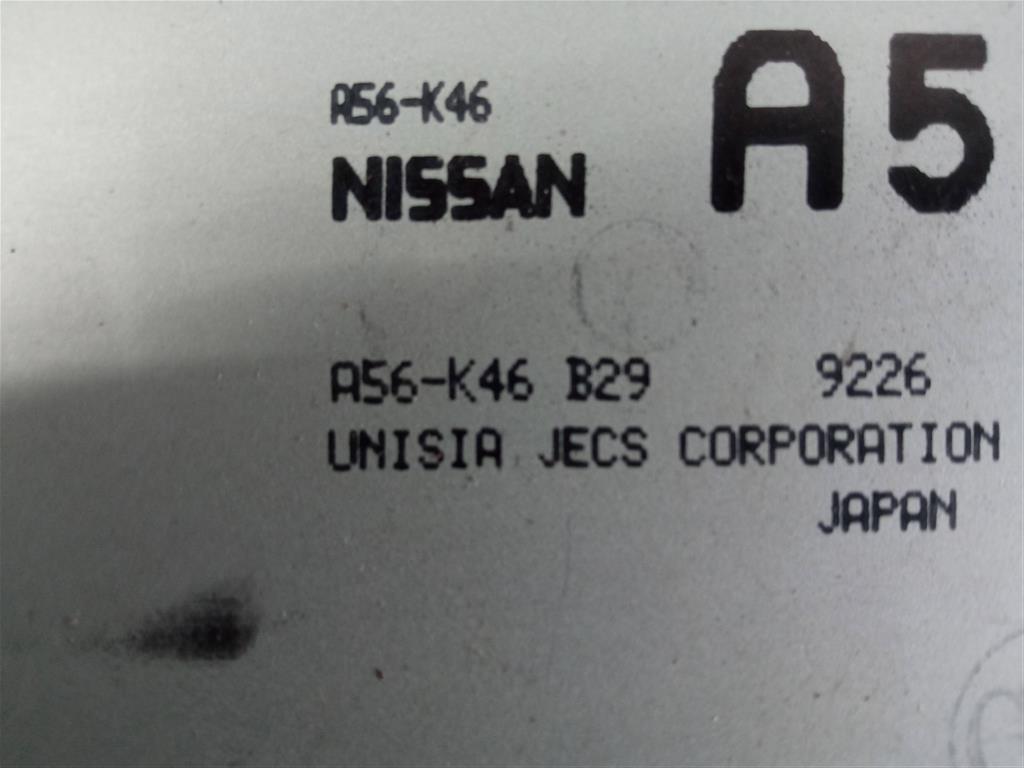 A56-K46
NISSAN
A5
A56-K46 B29 9226
UNISIA JECS CORPORATION
JAPAN